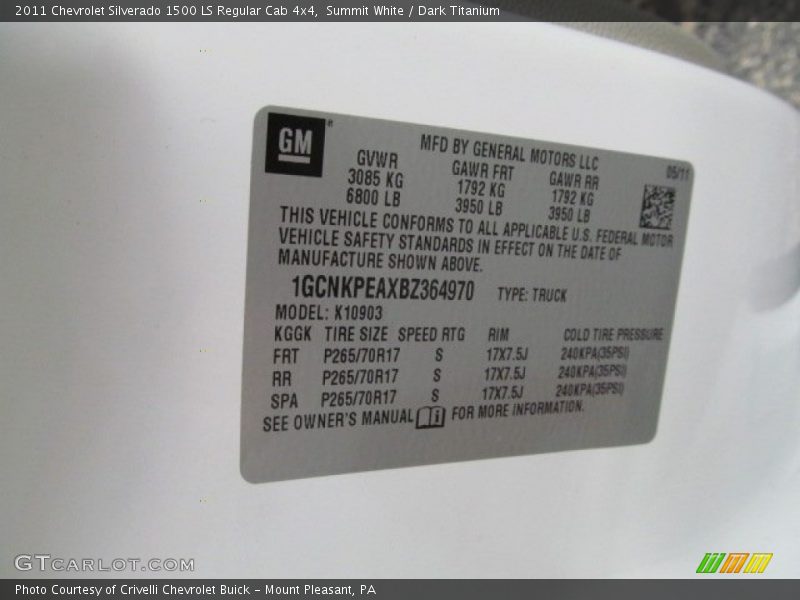 2011 Chevrolet Silverado 1500 LS Regular Cab 4x4,  Summit White / Dark Titanium
GM ®
MFD BY GENERAL MOTORS LLC
05/11
GVWR GAWR FRT GAWR RR
3085 KG 1792 KG 1792 KG
6800 LB 3950 LB 3950 LB
THIS VEHICLE CONFORMS TO ALL APPLICABLE U.S. FEDERAL MOTOR
VEHICLE SAFETY STANDARDS IN EFFECT ON THE DATE OF
MANUFACTURE SHOWN ABOVE.
1GCNKPEAXBZ364970 TYPE: TRUCK
MODEL: K10903
KGGK TIRE SIZE SPEED RTG RIM COLD TIRE PRESSURE
FRT P265/70R17 S 17X7.5J 240KPA(35PSI)
RR P265/70R17 S 17X7.5J 240KPA(35PSI)
SPA P265/70R17 S 17X7.5J 240KPA(35PSI)
SEE OWNER'S MANUAL FOR MORE INFORMATION.
GTCARLOT.COM
Photo Courtesy of Crivelli Chevrolet Buick – Mount Pleasant, PA